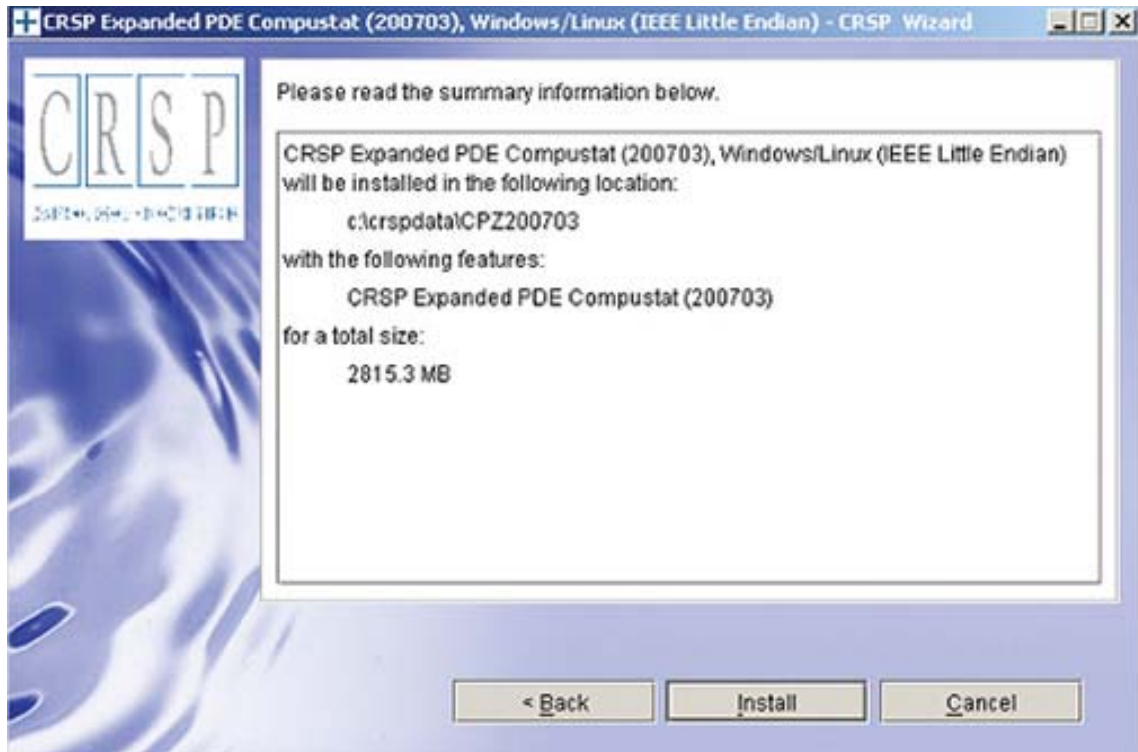 CRSP Expanded PDE Compustat (200703), Windows/Linux (IEEE Little Endian) - CRSP Wizard
CRSP
Please read the summary information below.
CRSP Expanded PDE Compustat (200703), Windows/Linux (IEEE Little Endian)
will be installed in the following location:
c:\crspdata\CPZ200703
with the following features:
CRSP Expanded PDE Compustat (200703)
for a total size:
2815.3 MB
< Back
Install
Cancel